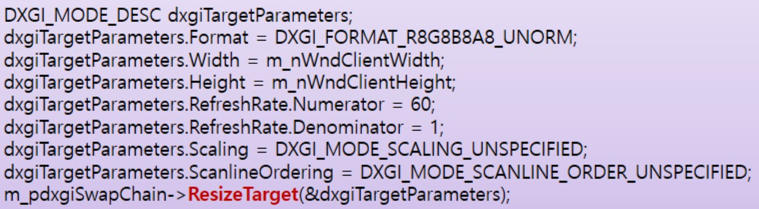 DXGI_MODE_DESC dxgiTargetParameters;
dxgiTargetParameters.Format = DXGI_FORMAT_R8G8B8A8_UNORM;
dxgiTargetParameters.Width = m_nWndClientWidth;
dxgiTargetParameters.Height = m_nWndClientHeight;
dxgiTargetParameters.RefreshRate.Numerator = 60;
dxgiTargetParameters.RefreshRate.Denominator = 1;
dxgiTargetParameters.Scaling = DXGI_MODE_SCALING_UNSPECIFIED;
dxgiTargetParameters.ScanlineOrdering = DXGI_MODE_SCANLINE_ORDER_UNSPECIFIED;
m_pdxgiSwapChain->ResizeTarget(&dxgiTargetParameters);